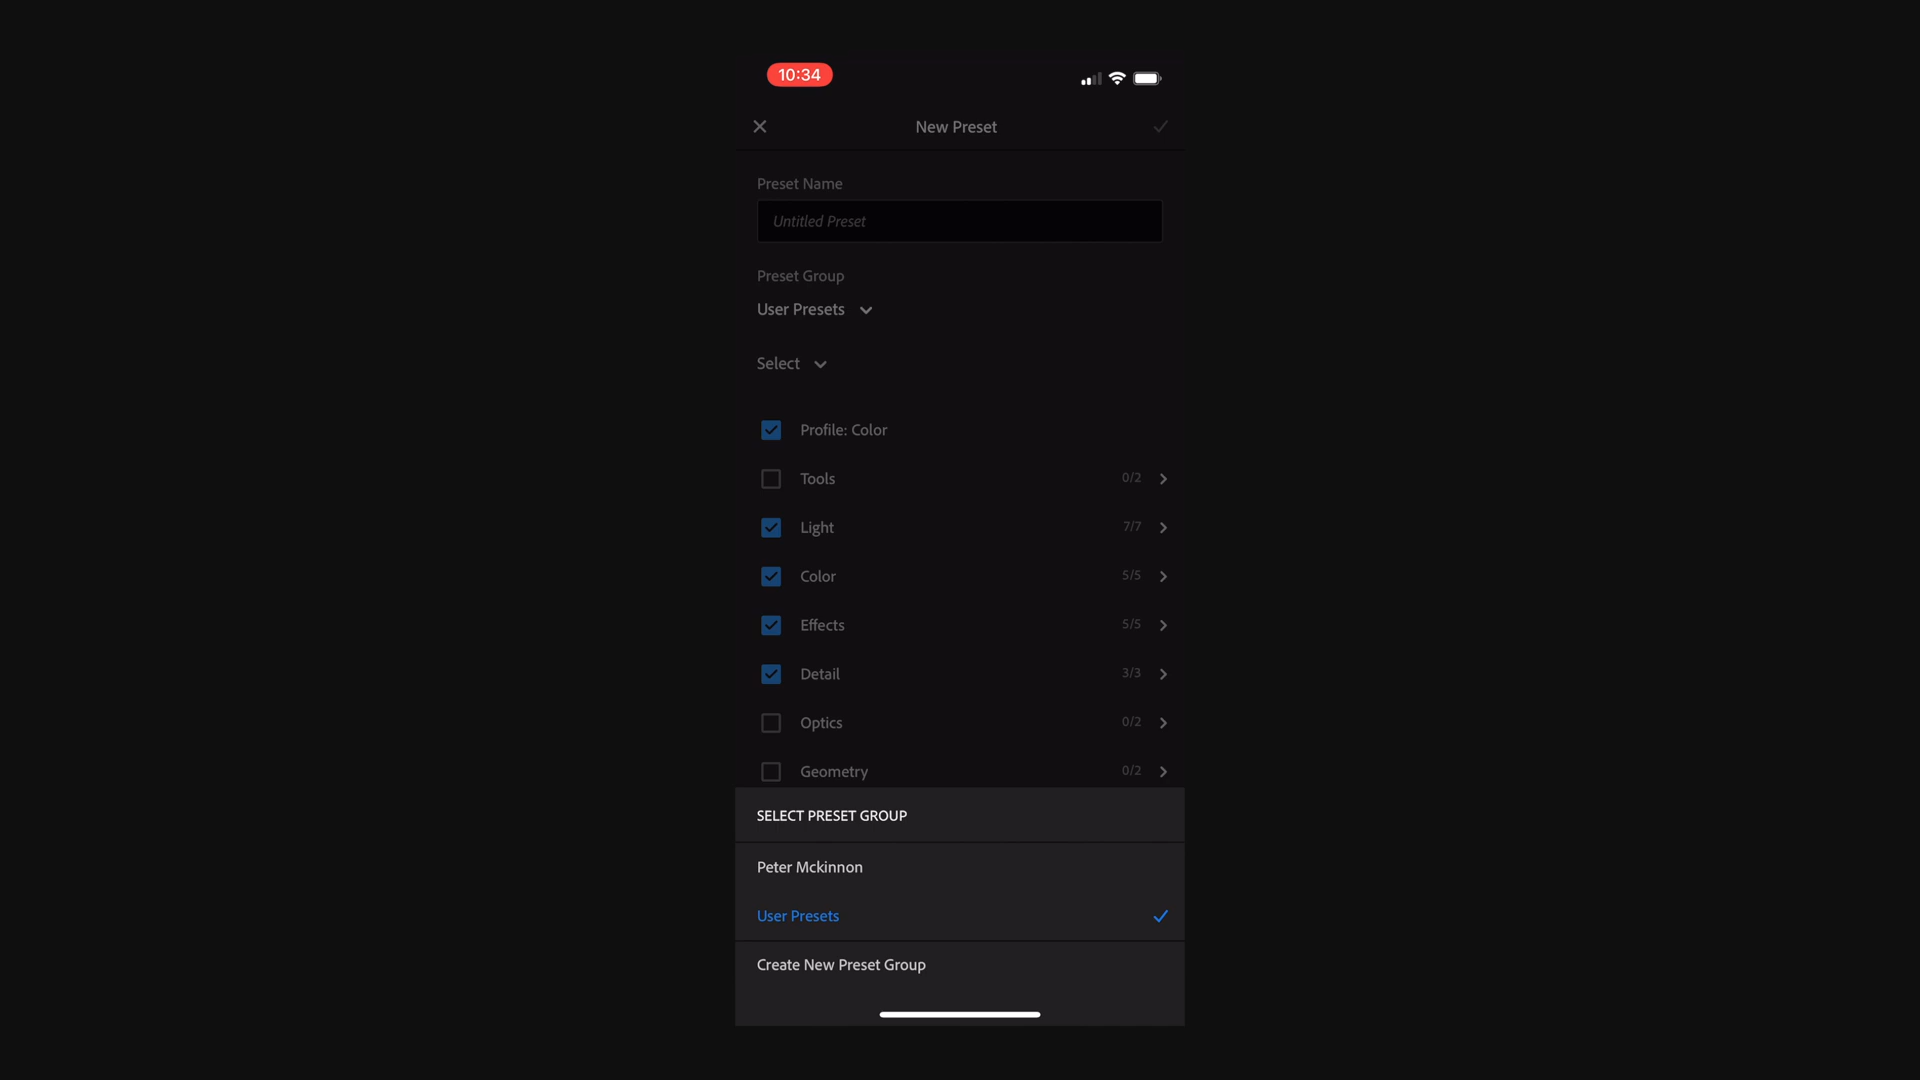 10:34
New Preset
Preset Name
Untitled Preset
Preset Group
User Presets
Select
Profile: Color
Tools 0/2
Light 7/7
Color 5/5
Effects 5/5
Detail 3/3
Optics 0/2
Geometry 0/2
SELECT PRESET GROUP
Peter Mckinnon
User Presets
Create New Preset Group